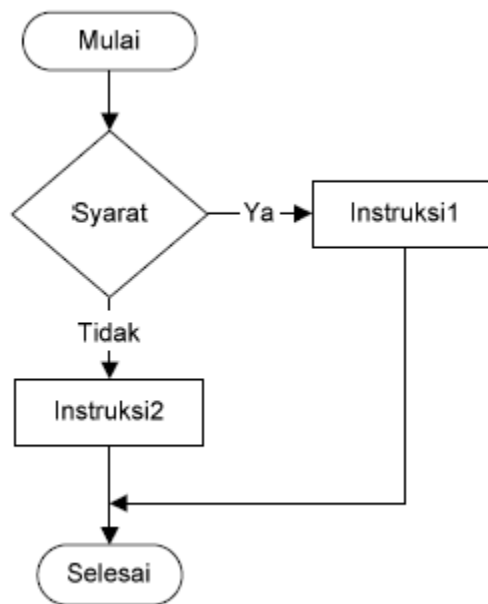 Mulai
Syarat
Ya
Instruksi1
Tidak
Instruksi2
Selesai